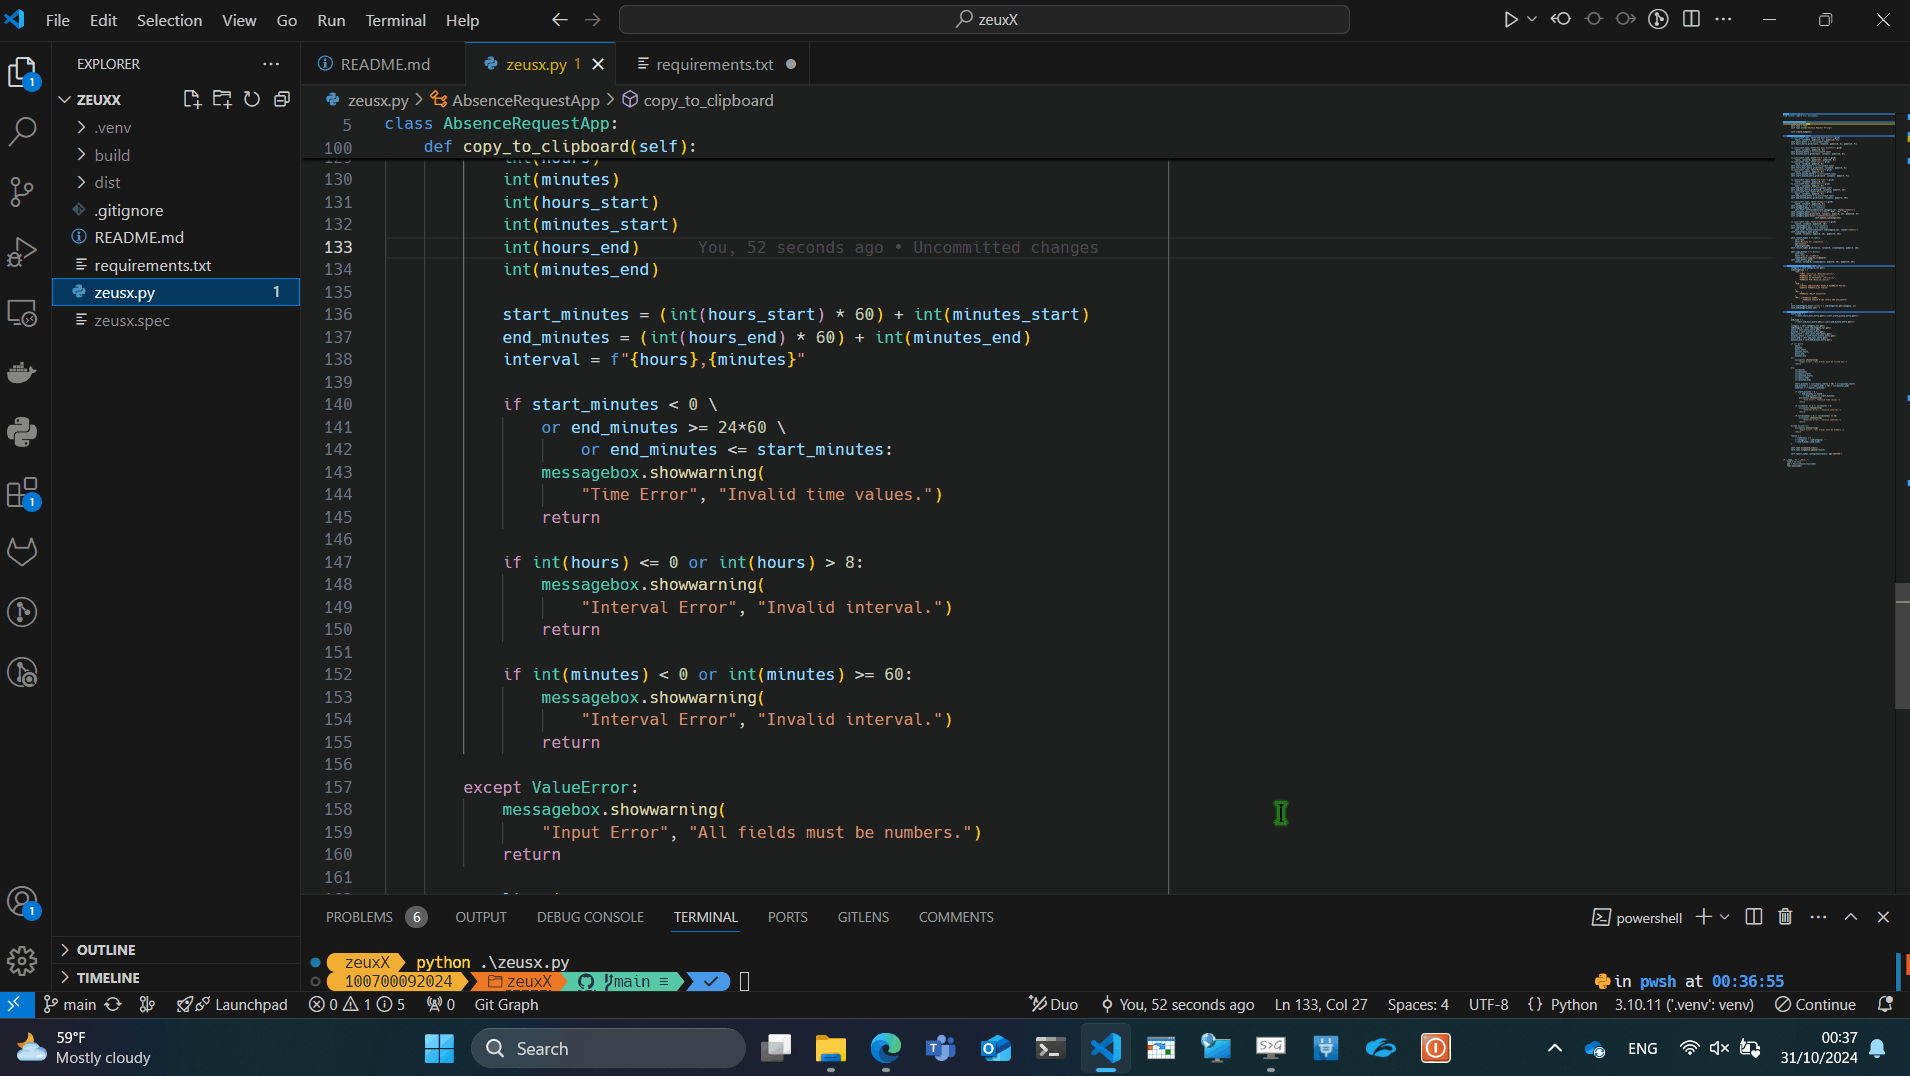 File Edit Selection View Go Run Terminal Help
zeuxX
EXPLORER
README.md
zeusx.py 1
requirements.txt
ZEUXX
zeusx.py > AbsenceRequestApp > copy_to_clipboard
.venv
build
dist
.gitignore
README.md
requirements.txt
zeusx.py 1
zeusx.spec
5 class AbsenceRequestApp:
100 def copy_to_clipboard(self):
129 int(hours)
130 int(minutes)
131 int(hours_start)
132 int(minutes_start)
133 int(hours_end) You, 52 seconds ago • Uncommitted changes
134 int(minutes_end)
135
136 start_minutes = (int(hours_start) * 60) + int(minutes_start)
137 end_minutes = (int(hours_end) * 60) + int(minutes_end)
138 interval = f"{hours},{minutes}"
139
140 if start_minutes < 0 \
141 or end_minutes >= 24*60 \
142 or end_minutes <= start_minutes:
143 messagebox.showwarning(
144 "Time Error", "Invalid time values.")
145 return
146
147 if int(hours) <= 0 or int(hours) > 8:
148 messagebox.showwarning(
149 "Interval Error", "Invalid interval.")
150 return
151
152 if int(minutes) < 0 or int(minutes) >= 60:
153 messagebox.showwarning(
154 "Interval Error", "Invalid interval.")
155 return
156
157 except ValueError:
158 messagebox.showwarning(
159 "Input Error", "All fields must be numbers.")
160 return
161
1
1
1
OUTLINE
TIMELINE
PROBLEMS 6 OUTPUT DEBUG CONSOLE TERMINAL PORTS GITLENS COMMENTS
powershell
zeuxX python .\zeusx.py
100700092024 zeuxX main ≡
in pwsh at 00:36:55
main Launchpad 0 1 5 0 Git Graph
Duo You, 52 seconds ago Ln 133, Col 27 Spaces: 4 UTF-8 {} Python 3.10.11 ('.venv': venv) Continue
59°F
Mostly cloudy
Search
ENG
00:37
31/10/2024